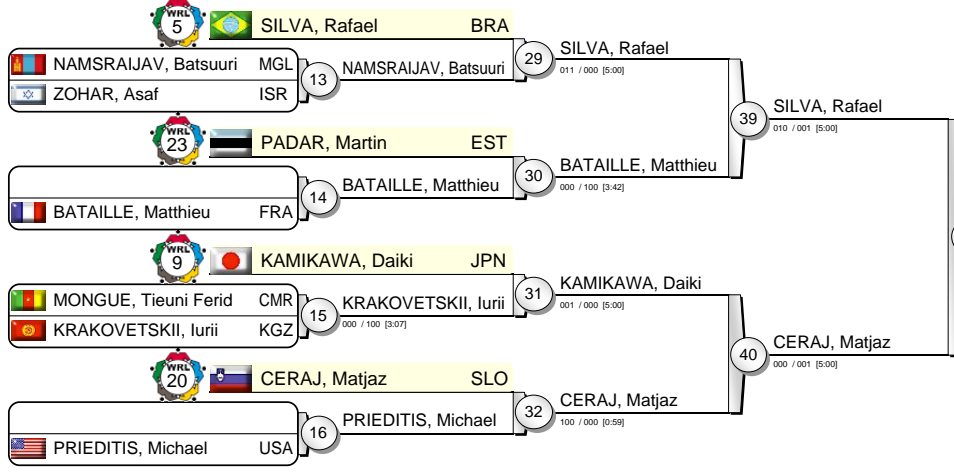 WRL
5
SILVA, Rafael BRA
NAMSRAIJAV, Batsuuri MGL
ZOHAR, Asaf ISR
13
NAMSRAIJAV, Batsuuri
29
SILVA, Rafael
011 / 000 [5:00]
WRL
23
PADAR, Martin EST
BATAILLE, Matthieu FRA
14
BATAILLE, Matthieu
30
BATAILLE, Matthieu
000 / 100 [3:42]
39
SILVA, Rafael
010 / 001 [5:00]
WRL
9
KAMIKAWA, Daiki JPN
MONGUE, Tieuni Ferid CMR
KRAKOVETSKII, Iurii KGZ
15
KRAKOVETSKII, Iurii
000 / 100 [3:07]
31
KAMIKAWA, Daiki
001 / 000 [5:00]
WRL
20
CERAJ, Matjaz SLO
PRIEDITIS, Michael USA
16
PRIEDITIS, Michael
32
CERAJ, Matjaz
100 / 000 [0:59]
40
CERAJ, Matjaz
000 / 001 [5:00]